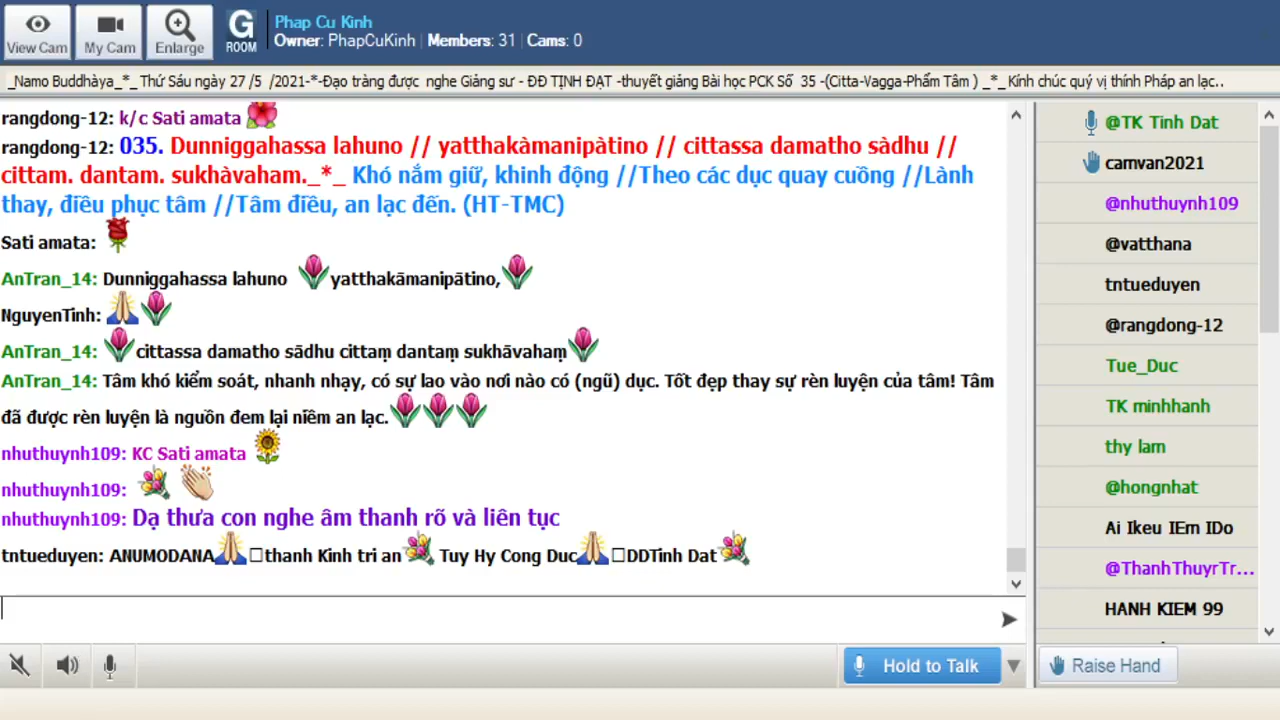 View Cam
My Cam
Enlarge
G
ROOM
Phap Cu Kinh
Owner: PhapCuKinh | Members: 31 | Cams: 0
_Namo Buddhàya_*_ Thứ Sáu ngày 27 /5 /2021-*-Đạo tràng được nghe Giảng sư - ĐĐ TỊNH ĐẠT -thuyết giảng Bài học PCK Số 35 -(Citta-Vagga-Phẩm Tâm ) _*_ Kính chúc quý vị thính Pháp an lạc..
rangdong-12: k/c Sati amata
rangdong-12: 035. Dunniggahassa lahuno // yatthakàmanipàtino // cittassa damatho sàdhu //
cittam. dantam. sukhàvaham._*_ Khó nắm giữ, khinh động //Theo các dục quay cuồng //Lành
thay, điều phục tâm //Tâm điều, an lạc đến. (HT-TMC)
Sati amata:
AnTran_14: Dunniggahassa lahuno yatthakāmanipātino,
NguyenTinh:
AnTran_14: cittassa damatho sādhu cittaṃ dantaṃ sukhāvahaṃ
AnTran_14: Tâm khó kiểm soát, nhanh nhạy, có sự lao vào nơi nào có (ngũ) dục. Tốt đẹp thay sự rèn luyện của tâm! Tâm
đã được rèn luyện là nguồn đem lại niềm an lạc.
nhuthuynh109: KC Sati amata
nhuthuynh109:
nhuthuynh109: Dạ thưa con nghe âm thanh rõ và liên tục
tntueduyen: ANUMODANA thanh Kinh tri an Tuy Hy Cong Duc DDTinh Dat
Hold to Talk
@TK Tinh Dat
camvan2021
@nhuthuynh109
@vatthana
tntueduyen
@rangdong-12
Tue_Duc
TK minhhanh
thy lam
@hongnhat
Ai Ikeu IEm IDo
@ThanhThuyrTr...
HANH KIEM 99
Raise Hand